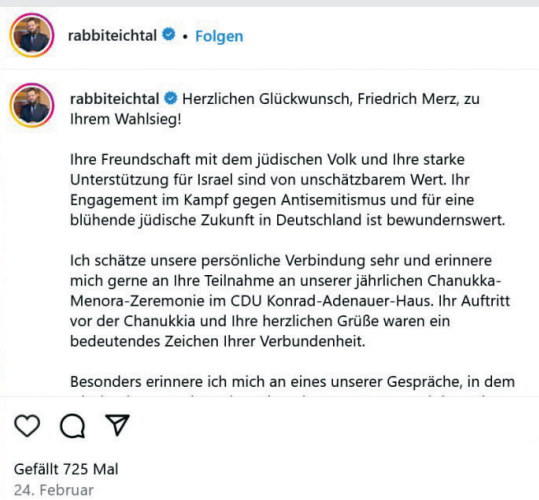 rabbiteichtal • Folgen
rabbiteichtal Herzlichen Glückwunsch, Friedrich Merz, zu
Ihrem Wahlsieg!
Ihre Freundschaft mit dem jüdischen Volk und Ihre starke
Unterstützung für Israel sind von unschätzbarem Wert. Ihr
Engagement im Kampf gegen Antisemitismus und für eine
blühende jüdische Zukunft in Deutschland ist bewundernswert.
Ich schätze unsere persönliche Verbindung sehr und erinnere
mich gerne an Ihre Teilnahme an unserer jährlichen Chanukka-
Menora-Zeremonie im CDU Konrad-Adenauer-Haus. Ihr Auftritt
vor der Chanukkia und Ihre herzlichen Grüße waren ein
bedeutendes Zeichen Ihrer Verbundenheit.
Besonders erinnere ich mich an eines unserer Gespräche, in dem
Gefällt 725 Mal
24. Februar